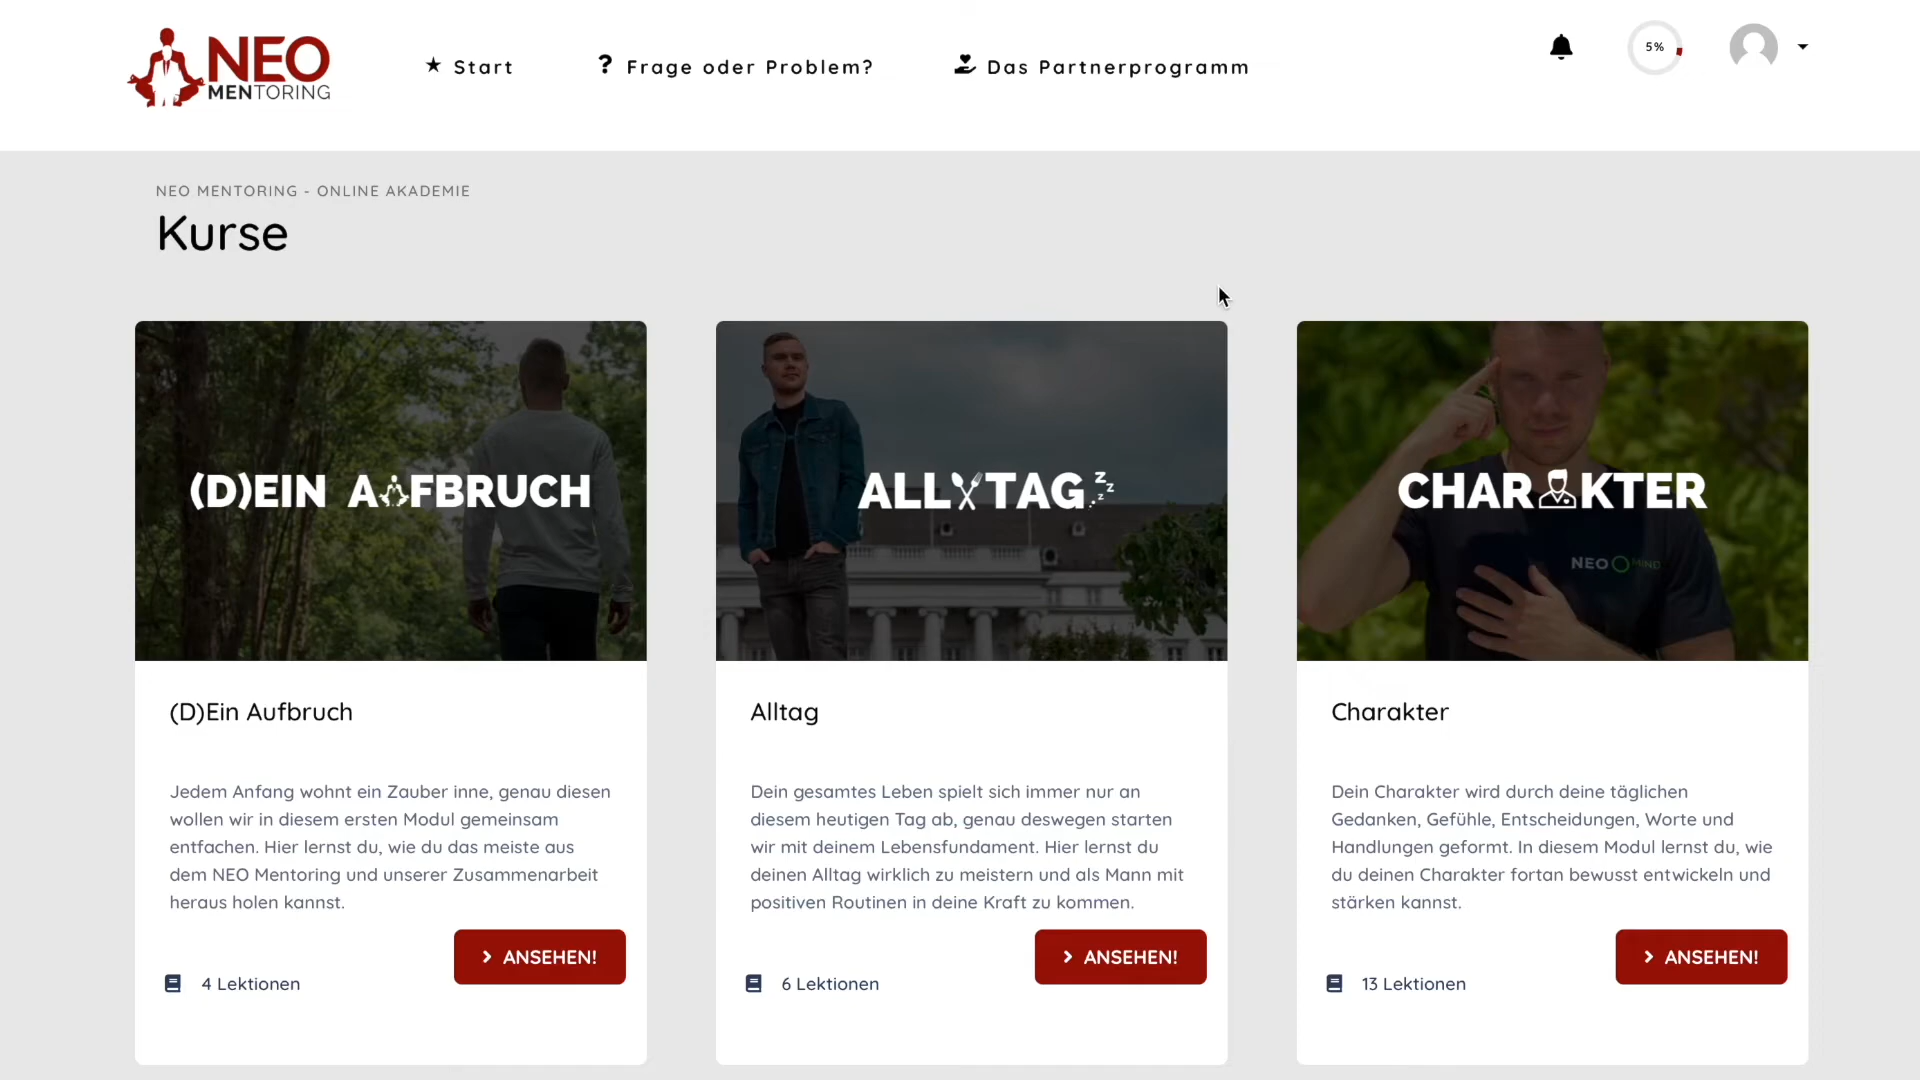 NEO
MENTORING
Start
? Frage oder Problem?
Das Partnerprogramm
5%
NEO MENTORING - ONLINE AKADEMIE
Kurse
(D)EIN AUFBRUCH
ALLTAG zzz
CHARAKTER
NEO MIND
(D)Ein Aufbruch
Jedem Anfang wohnt ein Zauber inne, genau diesen
wollen wir in diesem ersten Modul gemeinsam
entfachen. Hier lernst du, wie du das meiste aus
dem NEO Mentoring und unserer Zusammenarbeit
heraus holen kannst.
ANSEHEN!
4 Lektionen
Alltag
Dein gesamtes Leben spielt sich immer nur an
diesem heutigen Tag ab, genau deswegen starten
wir mit deinem Lebensfundament. Hier lernst du
deinen Alltag wirklich zu meistern und als Mann mit
positiven Routinen in deine Kraft zu kommen.
ANSEHEN!
6 Lektionen
Charakter
Dein Charakter wird durch deine täglichen
Gedanken, Gefühle, Entscheidungen, Worte und
Handlungen geformt. In diesem Modul lernst du, wie
du deinen Charakter fortan bewusst entwickeln und
stärken kannst.
ANSEHEN!
13 Lektionen